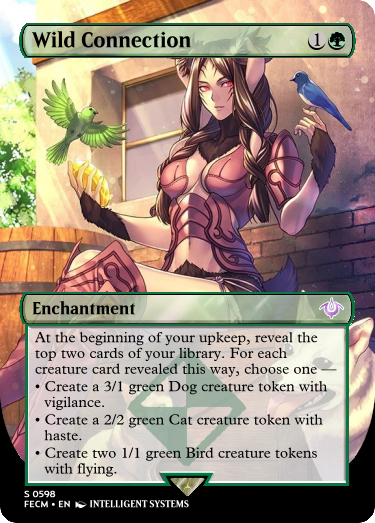 Wild Connection
1
Enchantment
At the beginning of your upkeep, reveal the
top two cards of your library. For each
creature card revealed this way, choose one —
• Create a 3/1 green Dog creature token with
vigilance.
• Create a 2/2 green Cat creature token with
haste.
• Create two 1/1 green Bird creature tokens
with flying.
S 0598
FECM • EN INTELLIGENT SYSTEMS